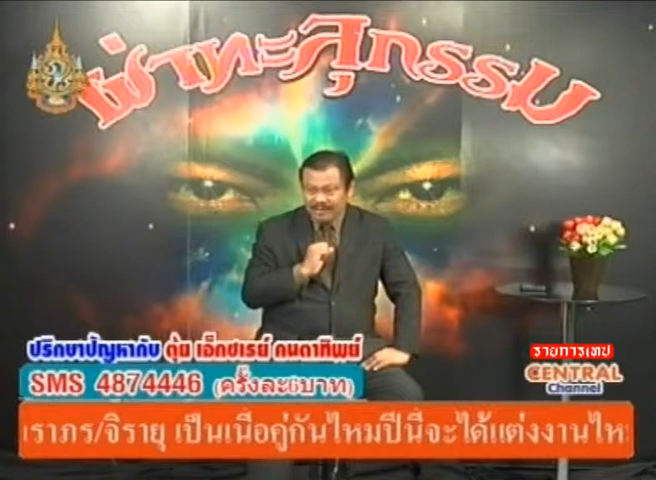 ผ่าทะลุกรรม
ปรึกษาปัญหากับ ตุ้ม เอ็กซเรย์ คนตาทิพย์
SMS 4874446 (ครั้งละ6บาท)
รายการเทป
CENTRAL
Channel
เราภร/จิรายุ เป็นเนื้อคู่กันไหมปีนี้จะได้แต่งงานไห